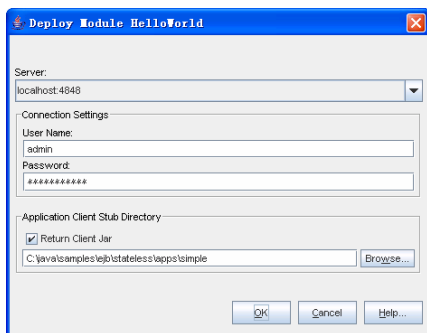 Deploy Module HelloWorld
Server:
localhost:4848
Connection Settings
User Name:
admin
Password:
***********
Application Client Stub Directory
Return Client Jar
C:\java\samples\ejb\stateless\apps\simple
Browse...
OK Cancel Help...